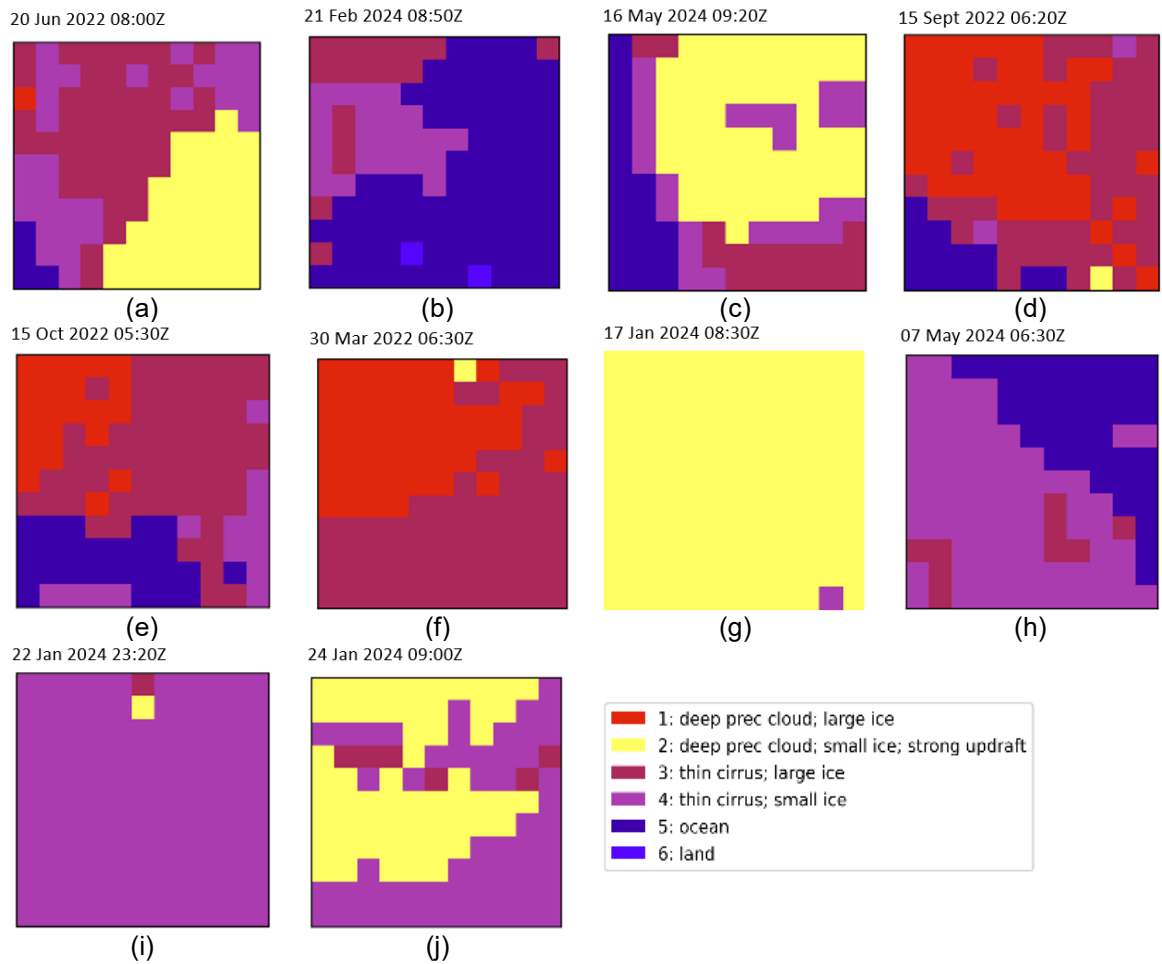 20 Jun 2022 08:00Z
21 Feb 2024 08:50Z
16 May 2024 09:20Z
15 Sept 2022 06:20Z
(a)
(b)
(c)
(d)
15 Oct 2022 05:30Z
30 Mar 2022 06:30Z
17 Jan 2024 08:30Z
07 May 2024 06:30Z
(e)
(f)
(g)
(h)
22 Jan 2024 23:20Z
24 Jan 2024 09:00Z
1: deep prec cloud; large ice
2: deep prec cloud; small ice; strong updraft
3: thin cirrus; large ice
4: thin cirrus; small ice
5: ocean
6: land
(i)
(j)